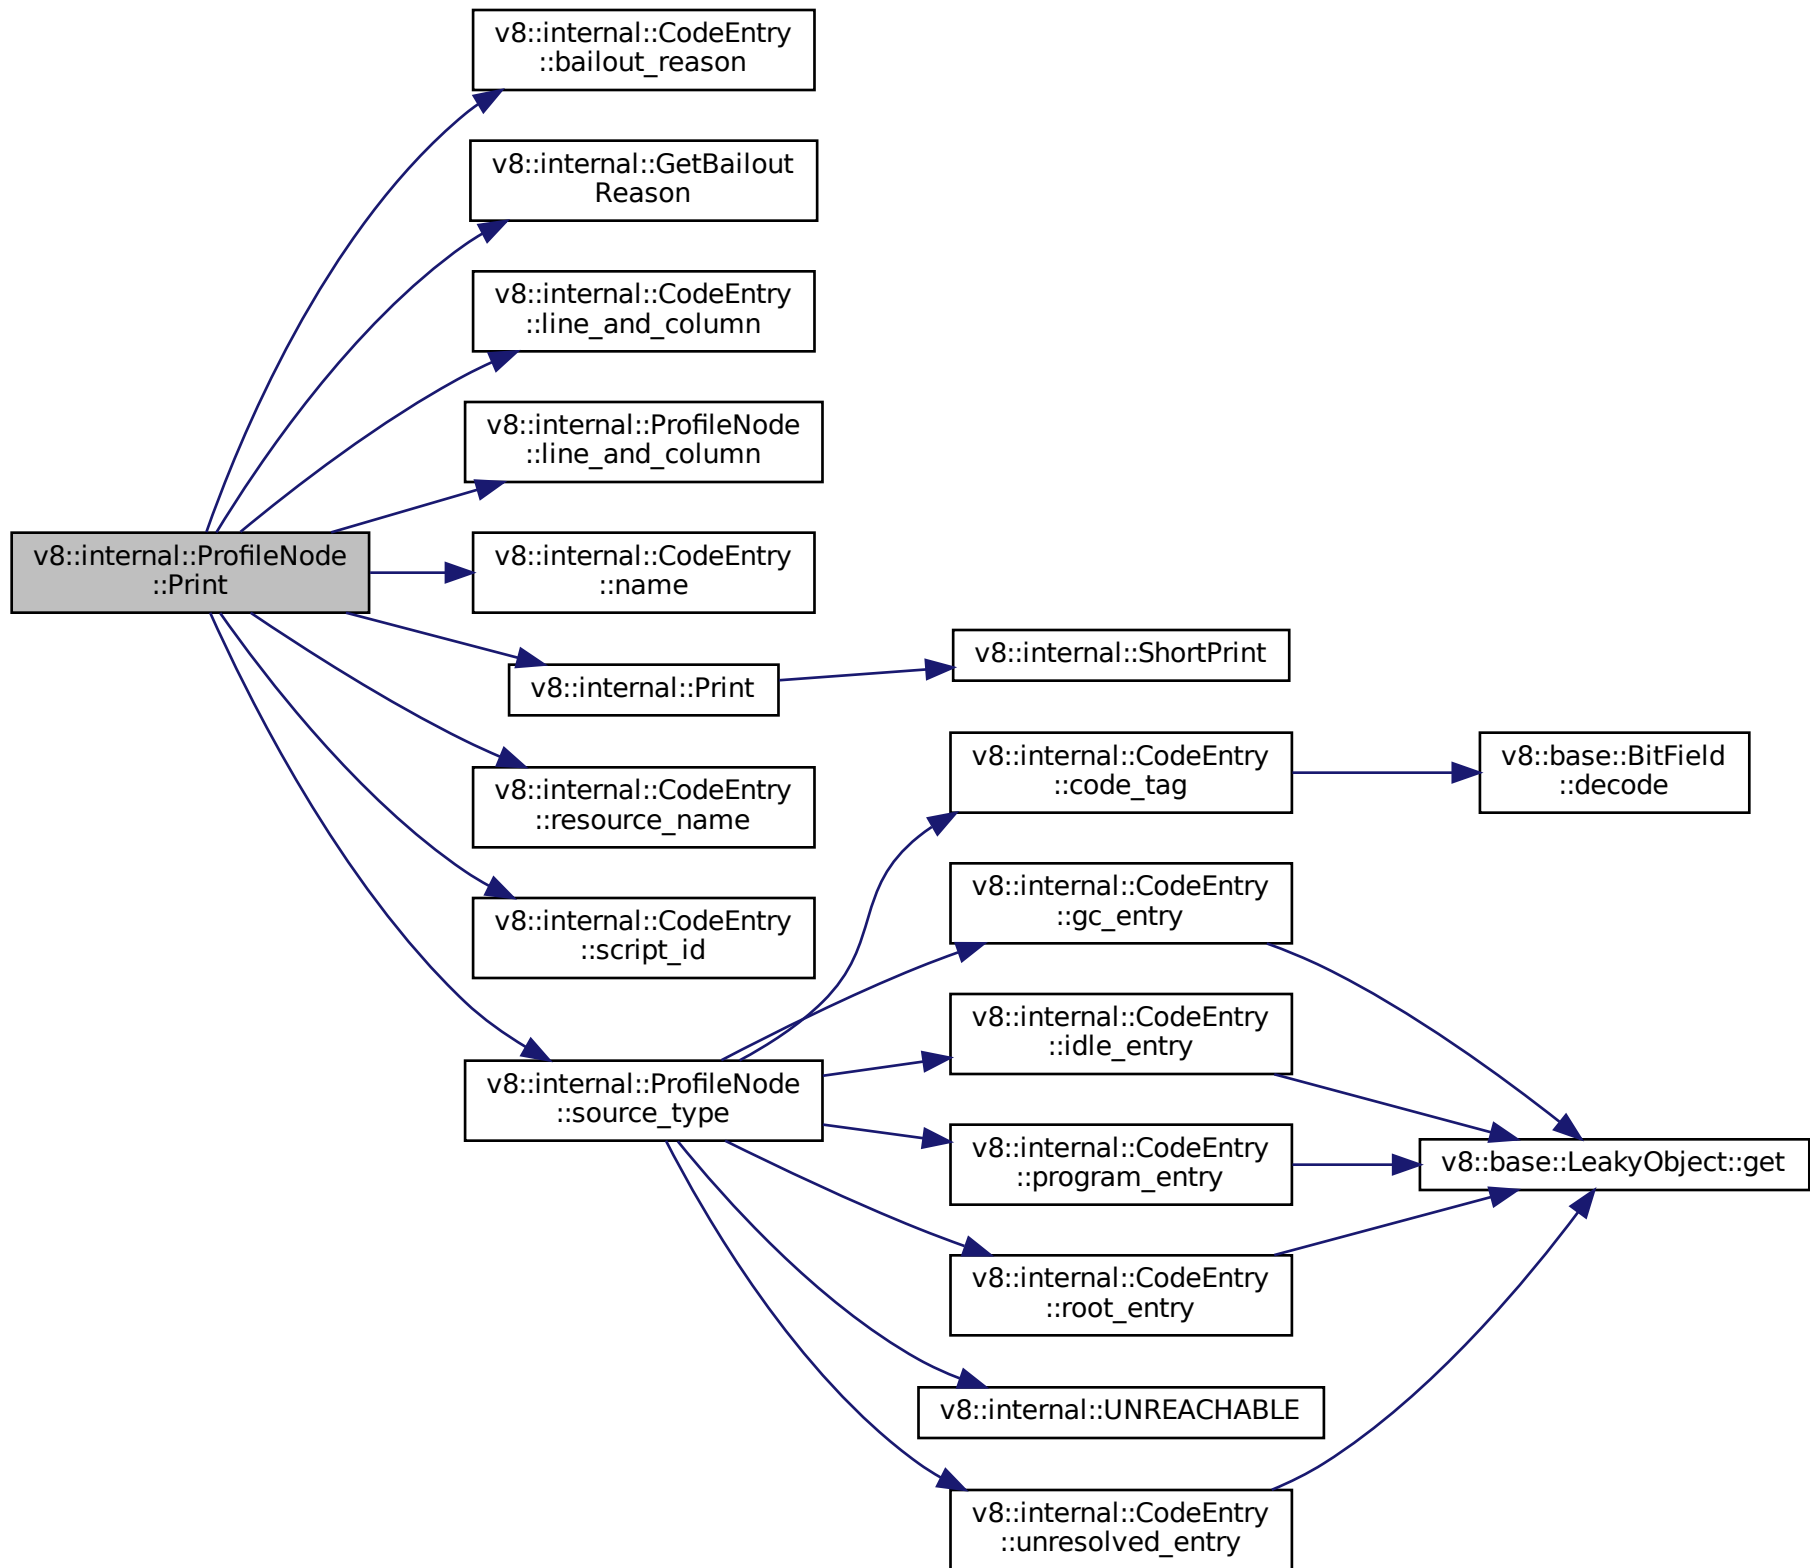 v8::internal::CodeEntry
::bailout_reason
v8::internal::GetBailout
Reason
v8::internal::CodeEntry
::line_and_column
v8::internal::ProfileNode
::line_and_column
v8::internal::ProfileNode
::Print
v8::internal::CodeEntry
::name
v8::internal::Print
v8::internal::ShortPrint
v8::internal::CodeEntry
::resource_name
v8::internal::CodeEntry
::script_id
v8::internal::ProfileNode
::source_type
v8::internal::CodeEntry
::code_tag
v8::base::BitField
::decode
v8::internal::CodeEntry
::gc_entry
v8::internal::CodeEntry
::idle_entry
v8::internal::CodeEntry
::program_entry
v8::base::LeakyObject::get
v8::internal::CodeEntry
::root_entry
v8::internal::UNREACHABLE
v8::internal::CodeEntry
::unresolved_entry